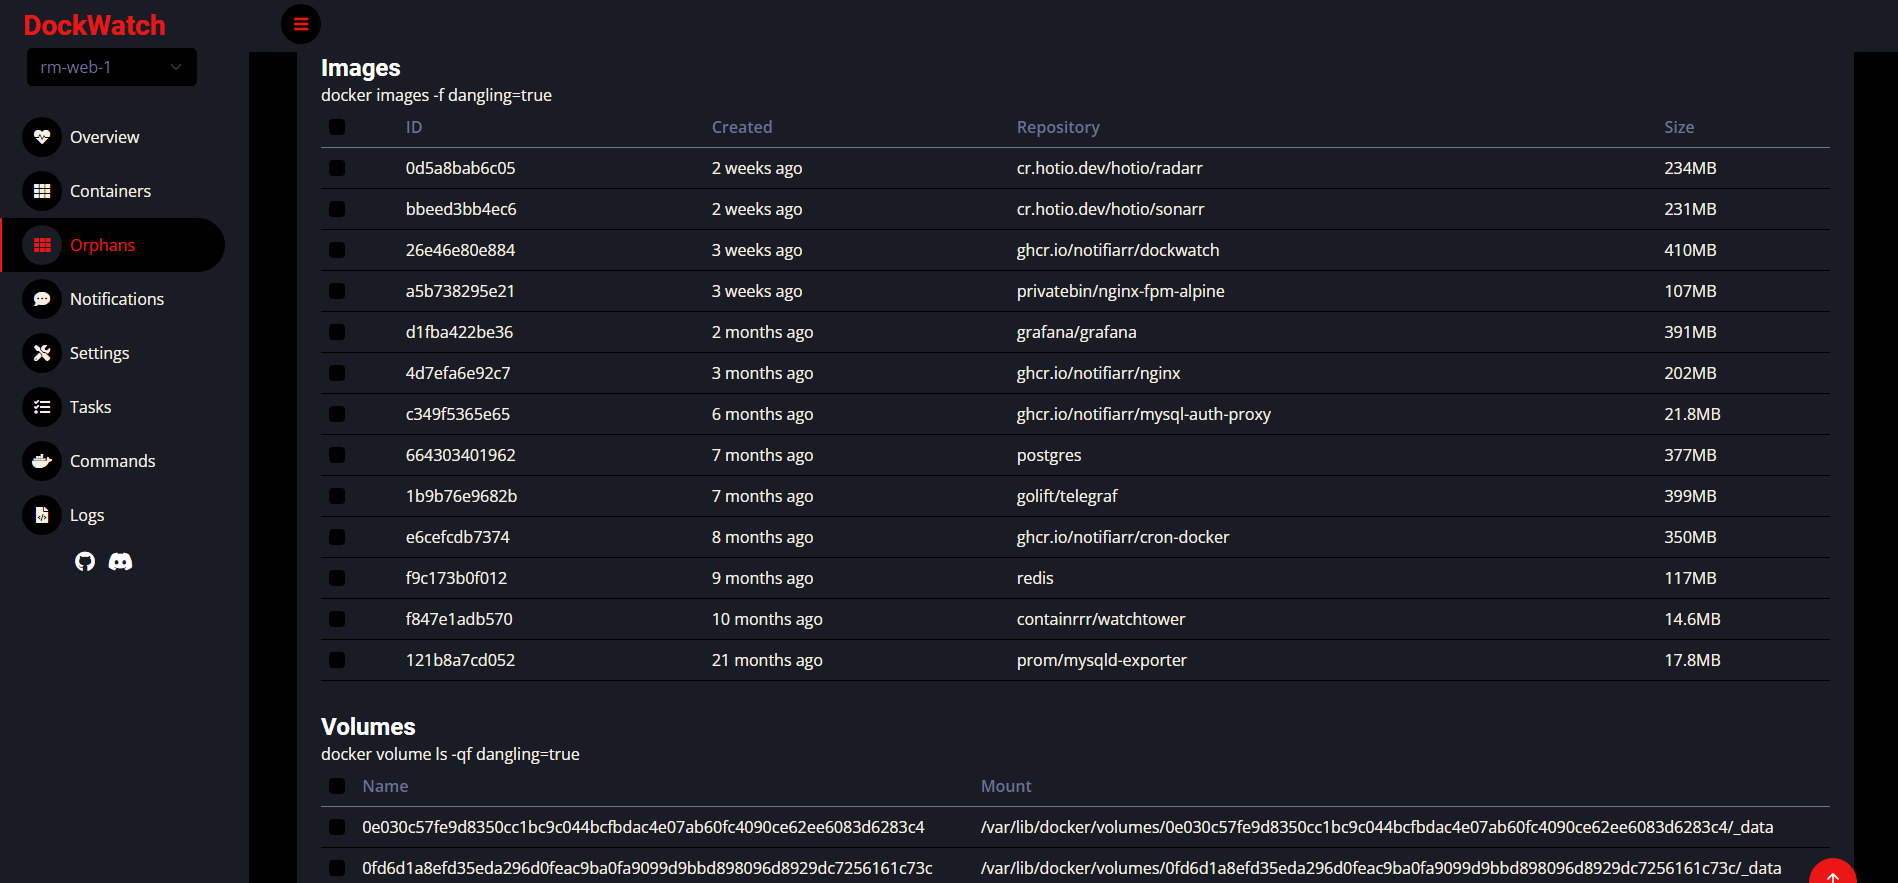 DockWatch
rm-web-1
Overview
Containers
Orphans
Notifications
Settings
Tasks
Commands
Logs
Images
docker images -f dangling=true
ID Created Repository Size
0d5a8bab6c05 2 weeks ago cr.hotio.dev/hotio/radarr 234MB
bbeed3bb4ec6 2 weeks ago cr.hotio.dev/hotio/sonarr 231MB
26e46e80e884 3 weeks ago ghcr.io/notifiarr/dockwatch 410MB
a5b738295e21 3 weeks ago privatebin/nginx-fpm-alpine 107MB
d1fba422be36 2 months ago grafana/grafana 391MB
4d7efa6e92c7 3 months ago ghcr.io/notifiarr/nginx 202MB
c349f5365e65 6 months ago ghcr.io/notifiarr/mysql-auth-proxy 21.8MB
664303401962 7 months ago postgres 377MB
1b9b76e9682b 7 months ago golift/telegraf 399MB
e6cefcdb7374 8 months ago ghcr.io/notifiarr/cron-docker 350MB
f9c173b0f012 9 months ago redis 117MB
f847e1adb570 10 months ago containrrr/watchtower 14.6MB
121b8a7cd052 21 months ago prom/mysqld-exporter 17.8MB
Volumes
docker volume ls -qf dangling=true
Name Mount
0e030c57fe9d8350cc1bc9c044bcfbdac4e07ab60fc4090ce62ee6083d6283c4 /var/lib/docker/volumes/0e030c57fe9d8350cc1bc9c044bcfbdac4e07ab60fc4090ce62ee6083d6283c4/_data
0fd6d1a8efd35eda296d0feac9ba0fa9099d9bbd898096d8929dc7256161c73c /var/lib/docker/volumes/0fd6d1a8efd35eda296d0feac9ba0fa9099d9bbd898096d8929dc7256161c73c/_data